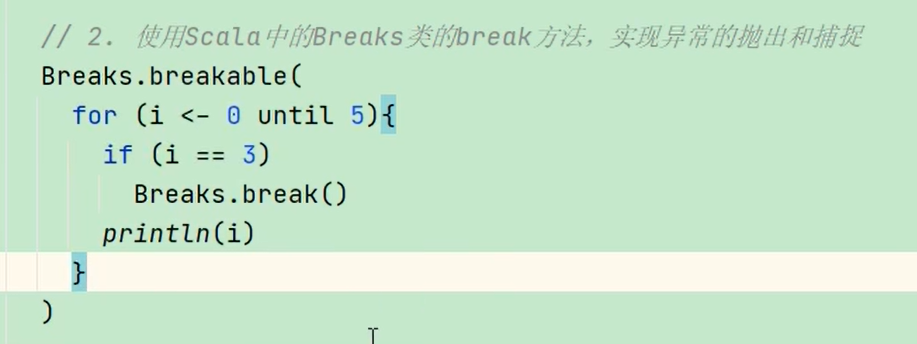 // 2. 使用Scala中的Breaks类的break方法，实现异常的抛出和捕捉
Breaks.breakable(
  for (i <- 0 until 5){
    if (i == 3)
      Breaks.break()
    println(i)
  }
)